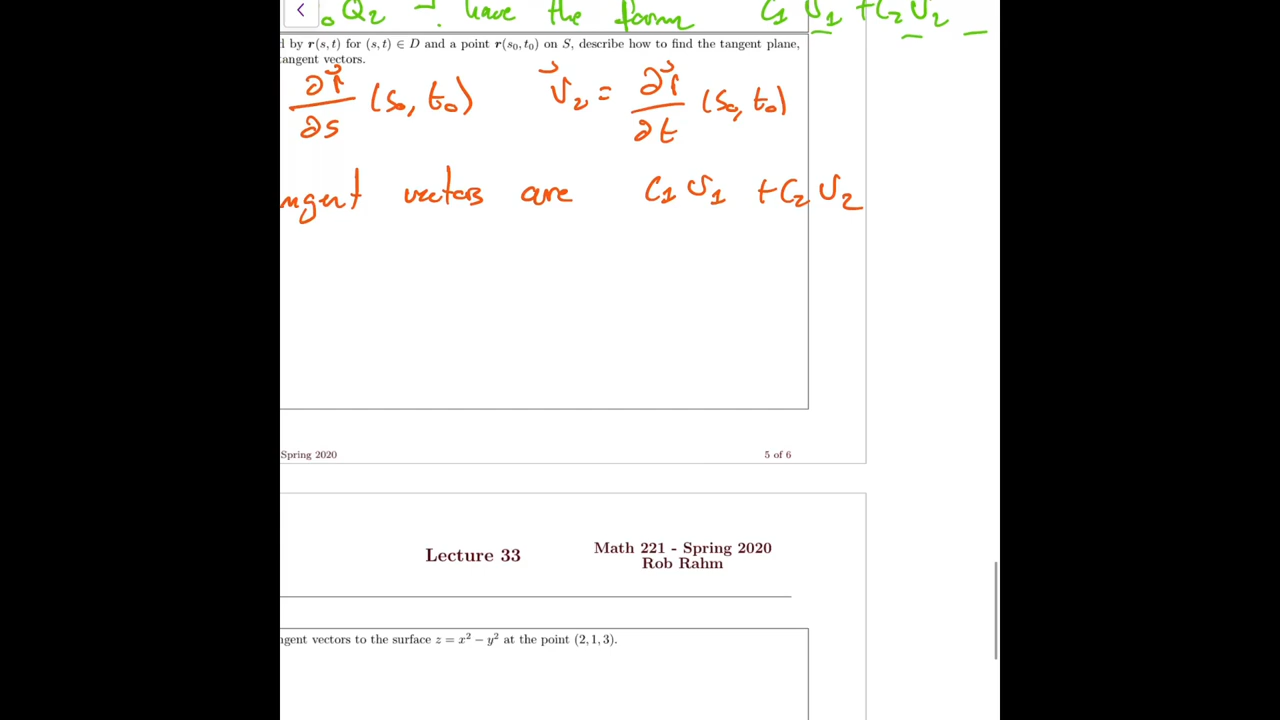 Q2 → have the form C1 V1 + C2 V2
d by r(s, t) for (s, t) ∈ D and a point r(s0, t0) on S, describe how to find the tangent plane,
tangent vectors.
∂r⃗/∂s (s0, t0) v⃗2 = ∂r⃗/∂t (s0, t0)
ngent vectors are C1 V1 + C2 V2
Spring 2020 5 of 6
Lecture 33
Math 221 - Spring 2020
Rob Rahm
ngent vectors to the surface z = x² − y² at the point (2, 1, 3).